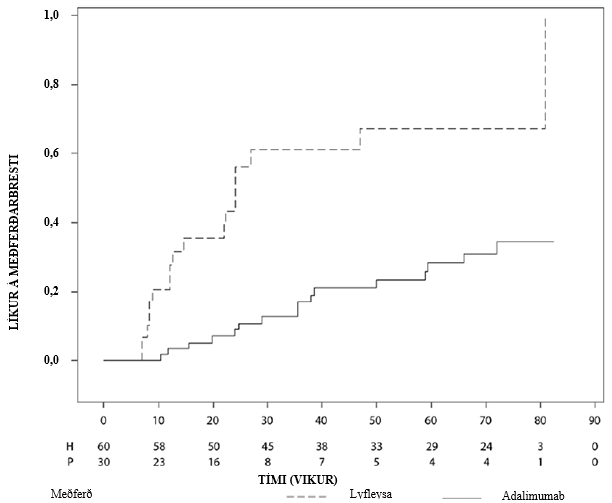 LÍKUR Á MEÐFERÐARBRESTI
1,0
0,8
0,6
0,4
0,2
0,0
0 10 20 30 40 50 60 70 80 90
H 60 58 50 45 38 33 29 24 3 0
P 30 23 16 8 7 5 4 4 1 0
TÍMI (VIKUR)
Meðferð Lyfleysa Adalimumab